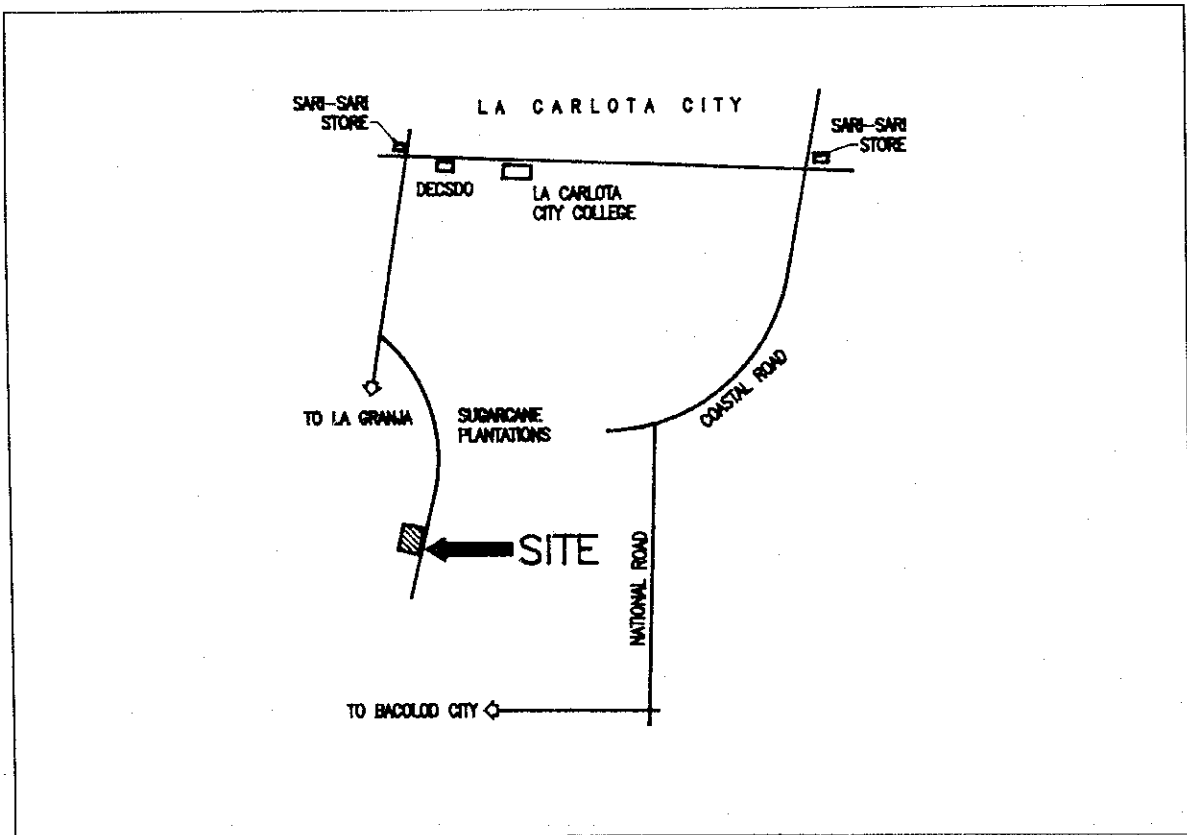 LA CARLOTA CITY
SARI-SARI
STORE
SARI-SARI
STORE
DECSDO
LA CARLOTA
CITY COLLEGE
COASTAL ROAD
TO LA GRANJA
SUGARCANE
PLANTATIONS
SITE
NATIONAL ROAD
TO BACOLOD CITY